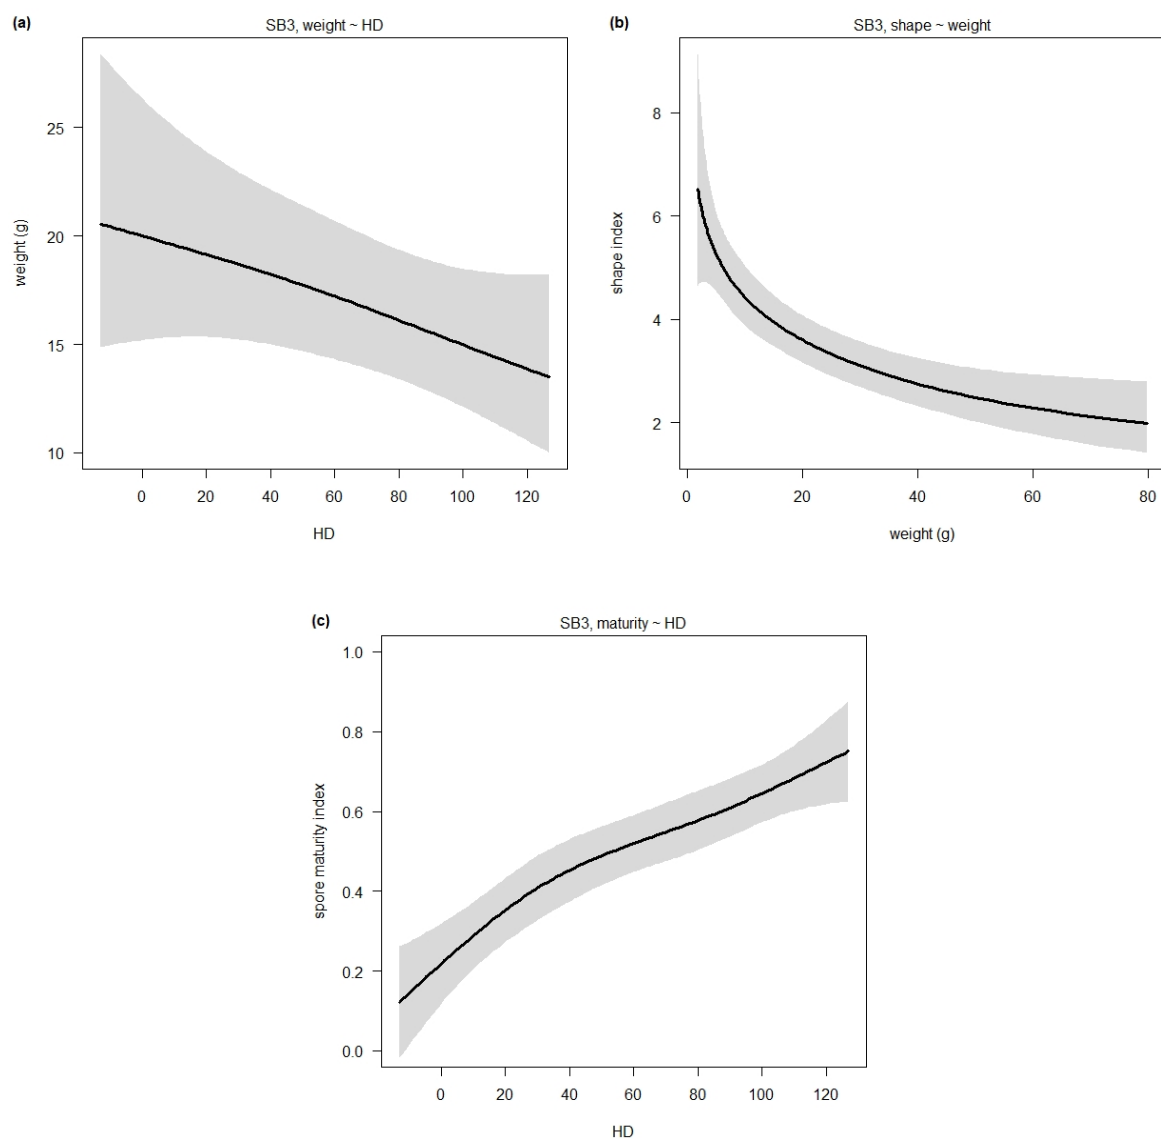 (a)
SB3, weight ~ HD
weight (g)
25
20
15
10
0 20 40 60 80 100 120
HD
(b)
SB3, shape ~ weight
shape index
8
6
4
2
0 20 40 60 80
weight (g)
(c)
SB3, maturity ~ HD
spore maturity index
1.0
0.8
0.6
0.4
0.2
0.0
0 20 40 60 80 100 120
HD